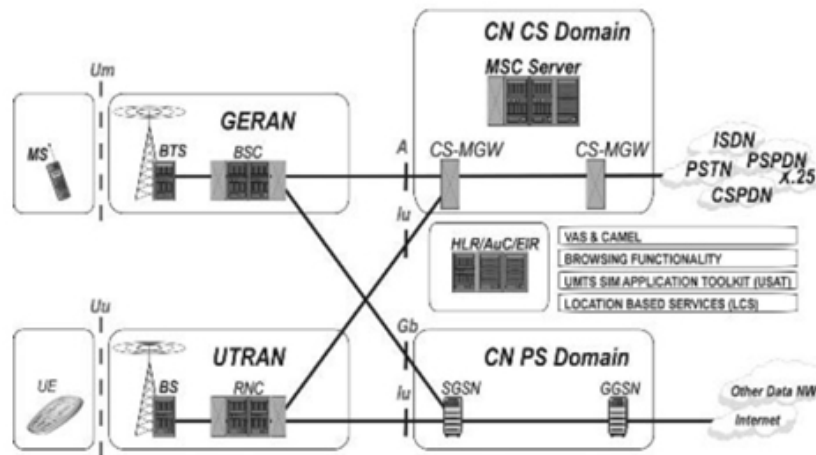 CN CS Domain
MSC Server
Um
GERAN
MS
BTS
BSC
A
CS-MGW
CS-MGW
ISDN
PSTN
PSPDN
X.25
CSPDN
Iu
HLR/AuC/EIR
VAS & CAMEL
BROWSING FUNCTIONALITY
UMTS SIM APPLICATION TOOLKIT (USAT)
LOCATION BASED SERVICES (LCS)
Uu
UTRAN
Gb
CN PS Domain
UE
BS
RNC
Iu
SGSN
GGSN
Other Data NW
Internet